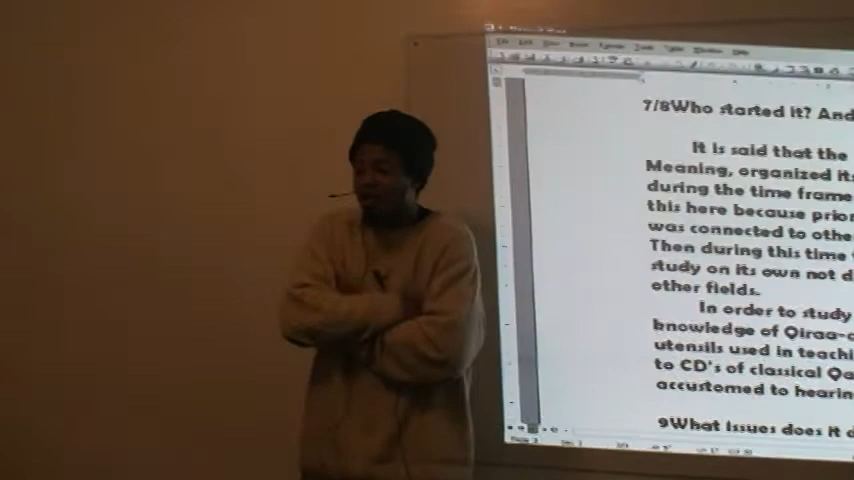 7/8Who started it? And
It is said that the
Meaning, organized its
during the time frame
this here because prior
was connected to othe
Then during this time
study on its own not d
other fields.
In order to study
knowledge of Qiraa-
utensils used in teachi
to CD's of classical Qa
accustomed to hearin
9What issues does it d